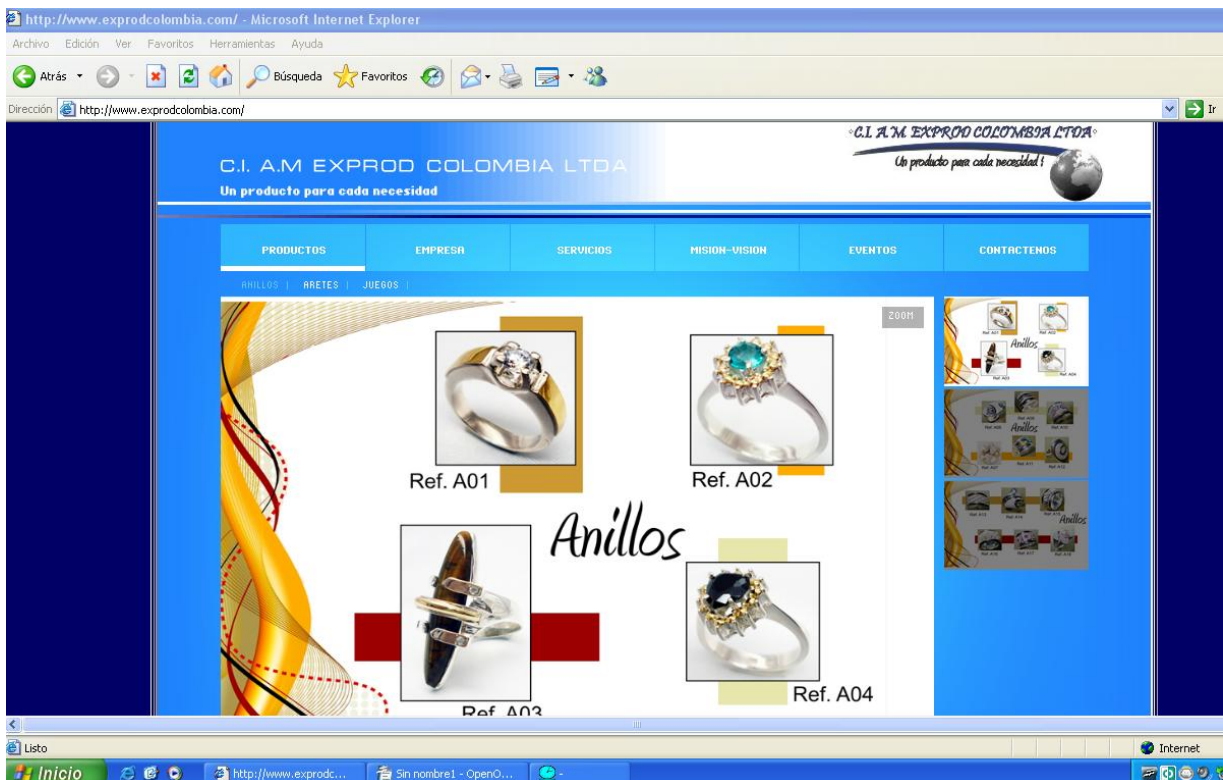 http://www.exprodcolombia.com/ - Microsoft Internet Explorer
Archivo Edición Ver Favoritos Herramientas Ayuda
Atrás Búsqueda Favoritos
Dirección http://www.exprodcolombia.com/ Ir
◦C.I. A.M. EXPROD COLOMBIA LTDA◦
Un producto para cada necesidad !
C.I. A.M EXPROD COLOMBIA LTDA
Un producto para cada necesidad
PRODUCTOS EMPRESA SERVICIOS MISION-VISION EVENTOS CONTACTENOS
ANILLOS | ARETES | JUEGOS |
ZOOM
Ref. A01
Ref. A02
Anillos
Ref. A03
Ref. A04
Anillos
Anillos
Anillos
Listo Internet
Inicio http://www.exprodc... Sin nombre1 - OpenO... -